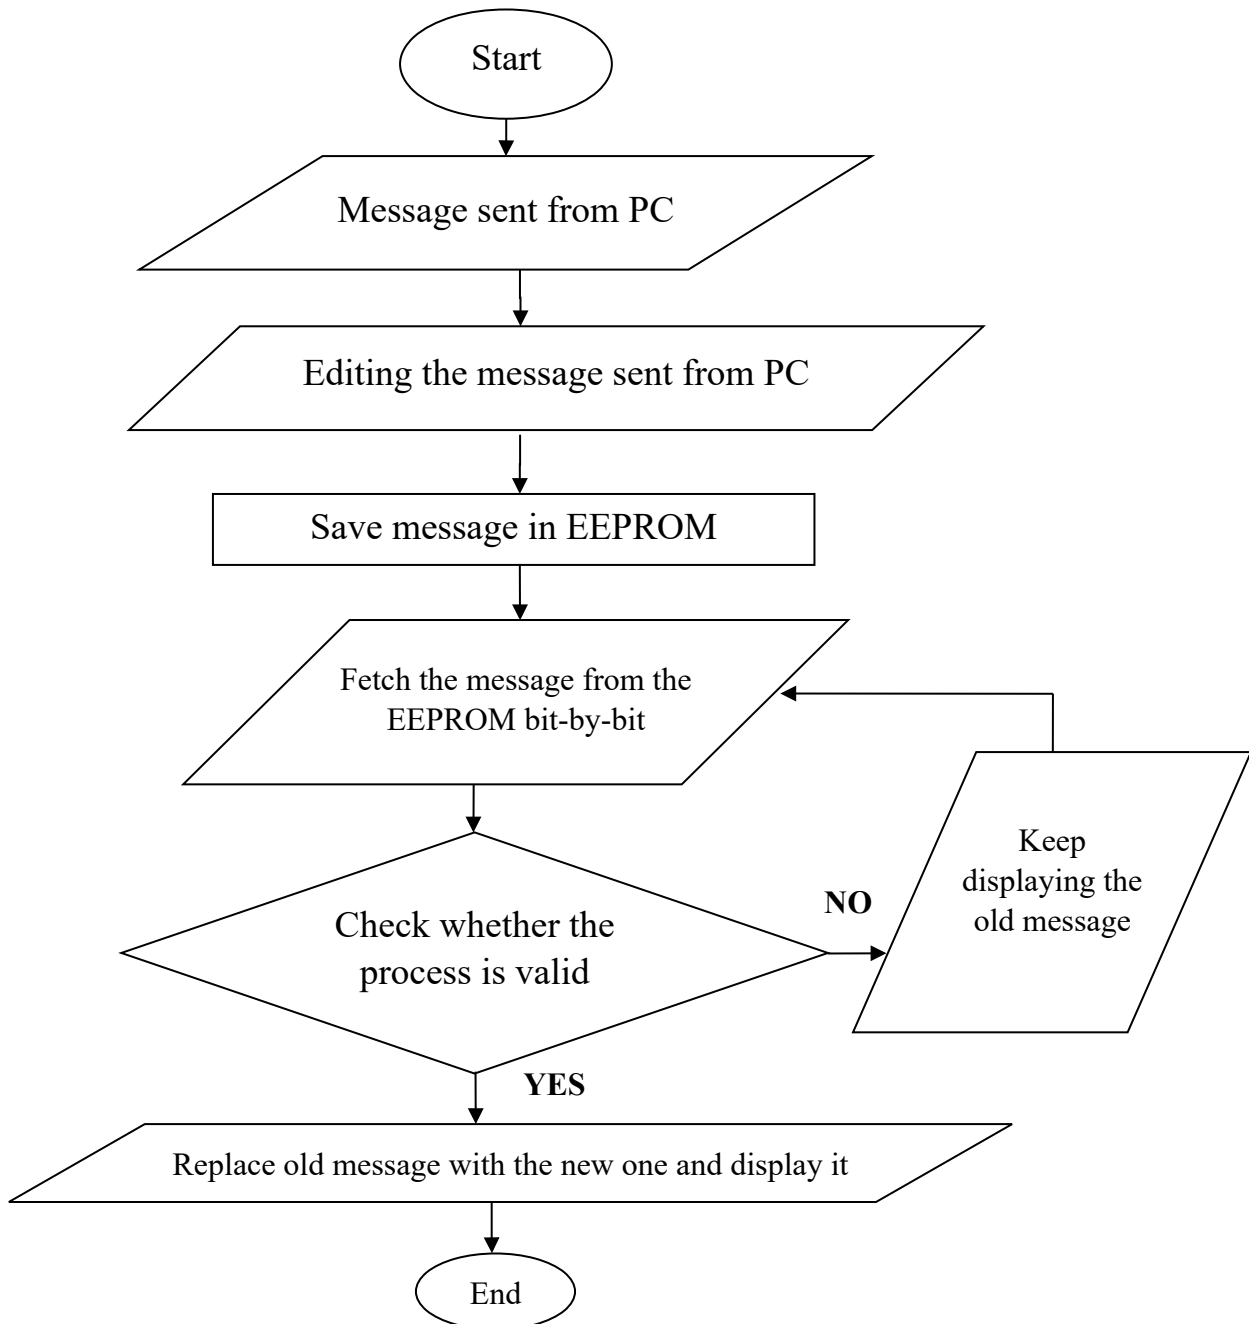 Start
Message sent from PC
Editing the message sent from PC
Save message in EEPROM
Fetch the message from the
EEPROM bit-by-bit
Keep
displaying the
old message
NO
Check whether the
process is valid
YES
Replace old message with the new one and display it
End